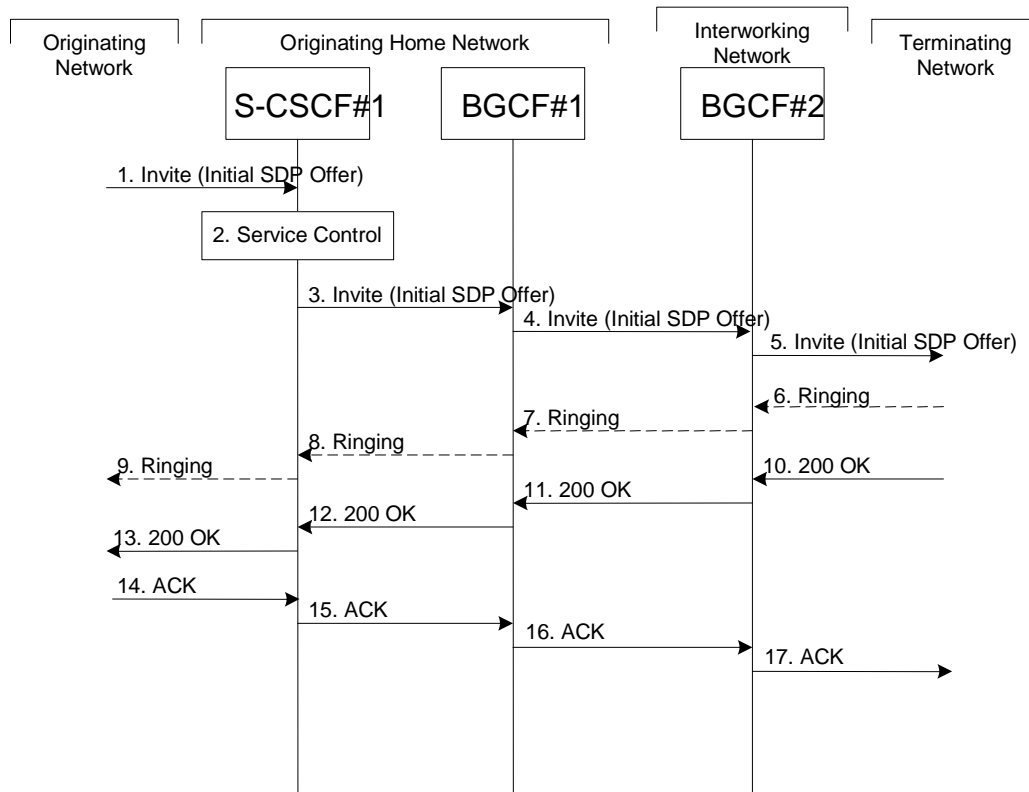 Originating
Network
Originating Home Network
Interworking
Network
Terminating
Network
S-CSCF#1
BGCF#1
BGCF#2
1. Invite (Initial SDP Offer)
2. Service Control
3. Invite (Initial SDP Offer)
4. Invite (Initial SDP Offer)
5. Invite (Initial SDP Offer)
6. Ringing
7. Ringing
8. Ringing
9. Ringing
10. 200 OK
11. 200 OK
12. 200 OK
13. 200 OK
14. ACK
15. ACK
16. ACK
17. ACK